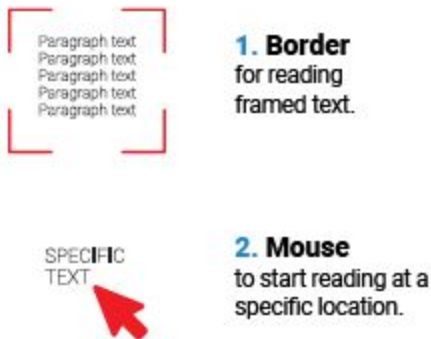 Paragraph text
Paragraph text
Paragraph text
Paragraph text
Paragraph text
1. Border
for reading
framed text.
SPECIFIC
TEXT
2. Mouse
to start reading at a
specific location.